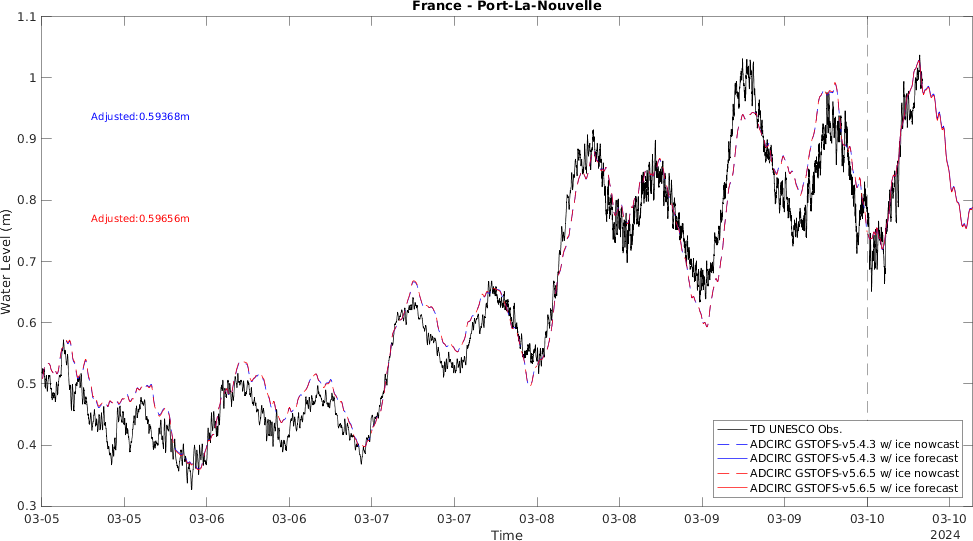 France - Port-La-Nouvelle
1.1
1
0.9
0.8
0.7
0.6
0.5
0.4
0.3
Water Level (m)
Adjusted:0.59368m
Adjusted:0.59656m
TD UNESCO Obs.
ADCIRC GSTOFS-v5.4.3 w/ ice nowcast
ADCIRC GSTOFS-v5.4.3 w/ ice forecast
ADCIRC GSTOFS-v5.6.5 w/ ice nowcast
ADCIRC GSTOFS-v5.6.5 w/ ice forecast
03-05 03-05 03-06 03-06 03-07 03-07 03-08 03-08 03-09 03-09 03-10 03-10
2024
Time